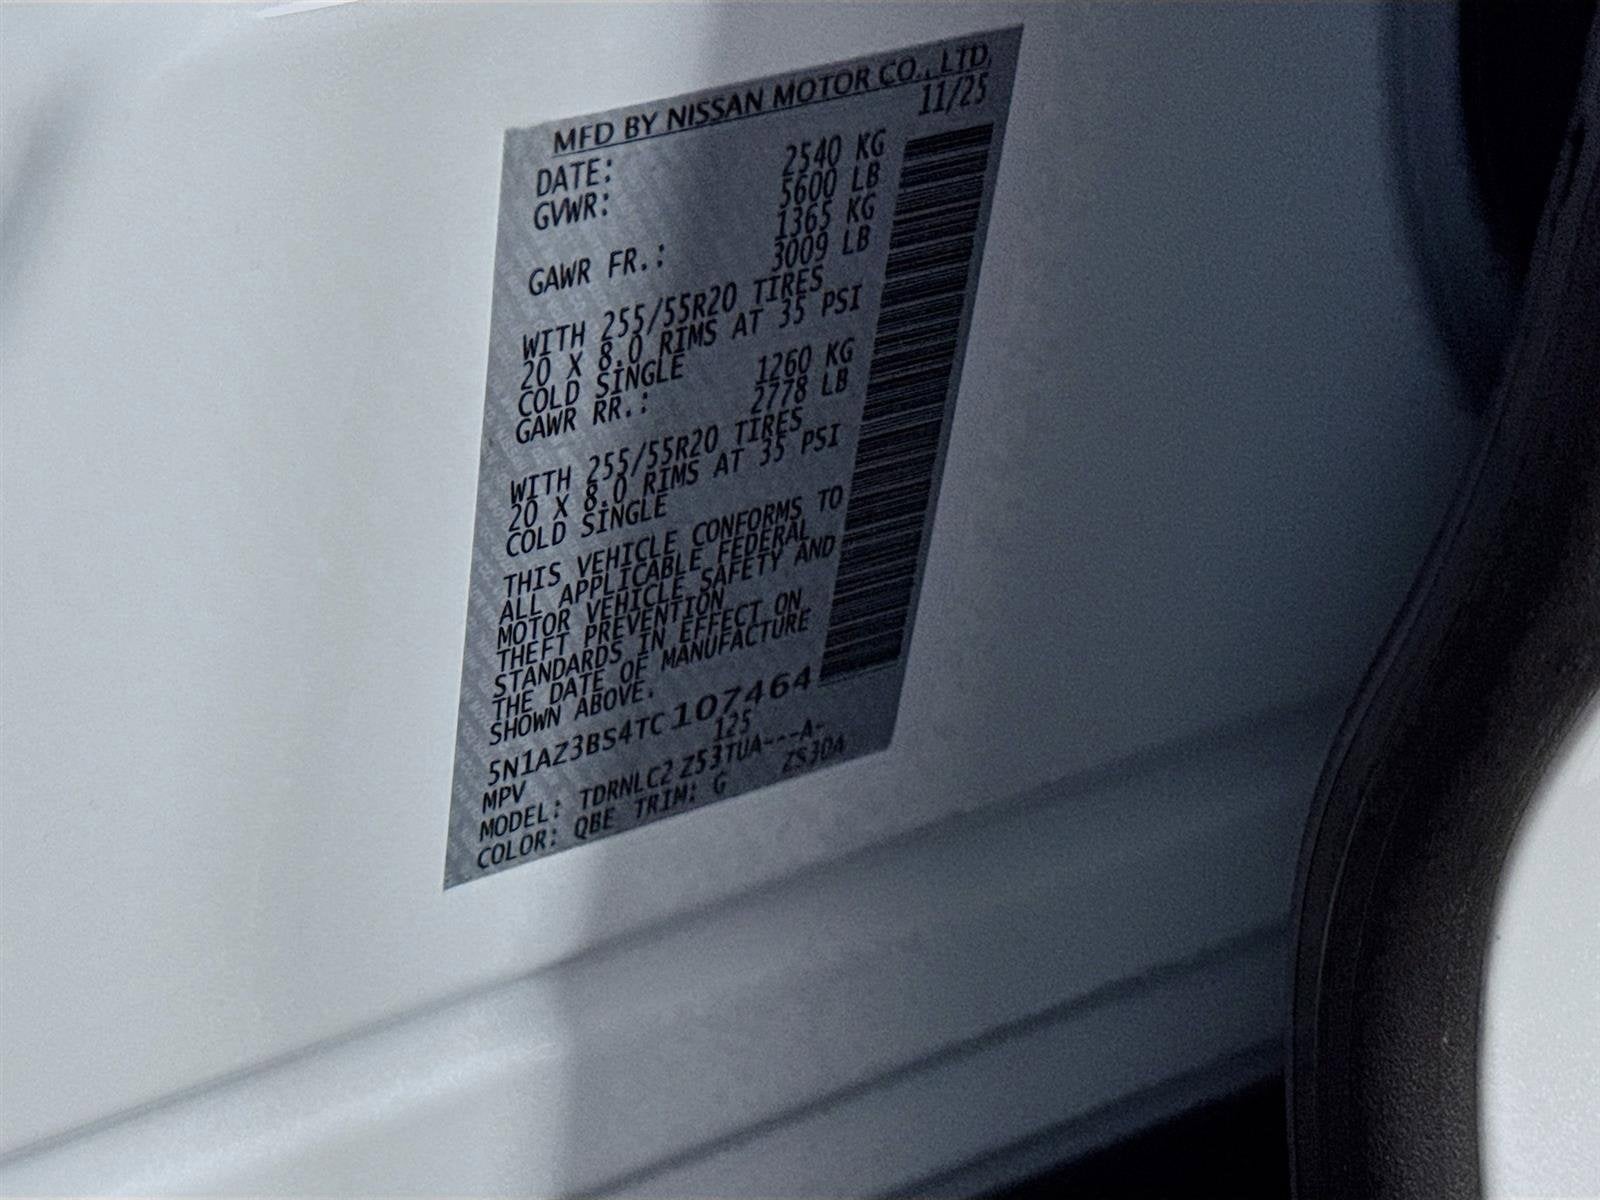 MFD BY NISSAN MOTOR CO., LTD.
DATE: 11/25
GVWR: 2540 KG
5600 LB
GAWR FR.: 1365 KG
3009 LB
WITH 255/55R20 TIRES
20 X 8.0 RIMS AT 35 PSI
COLD SINGLE
GAWR RR.: 1260 KG
2778 LB
WITH 255/55R20 TIRES
20 X 8.0 RIMS AT 35 PSI
COLD SINGLE
THIS VEHICLE CONFORMS TO
ALL APPLICABLE FEDERAL
MOTOR VEHICLE SAFETY AND
THEFT PREVENTION
STANDARDS IN EFFECT ON
THE DATE OF MANUFACTURE
SHOWN ABOVE.
5N1AZ3BS4TC107464
MPV 125
MODEL: TDRNLC2 Z53TUA---A-
COLOR: QBE TRIM: G ZS3DA